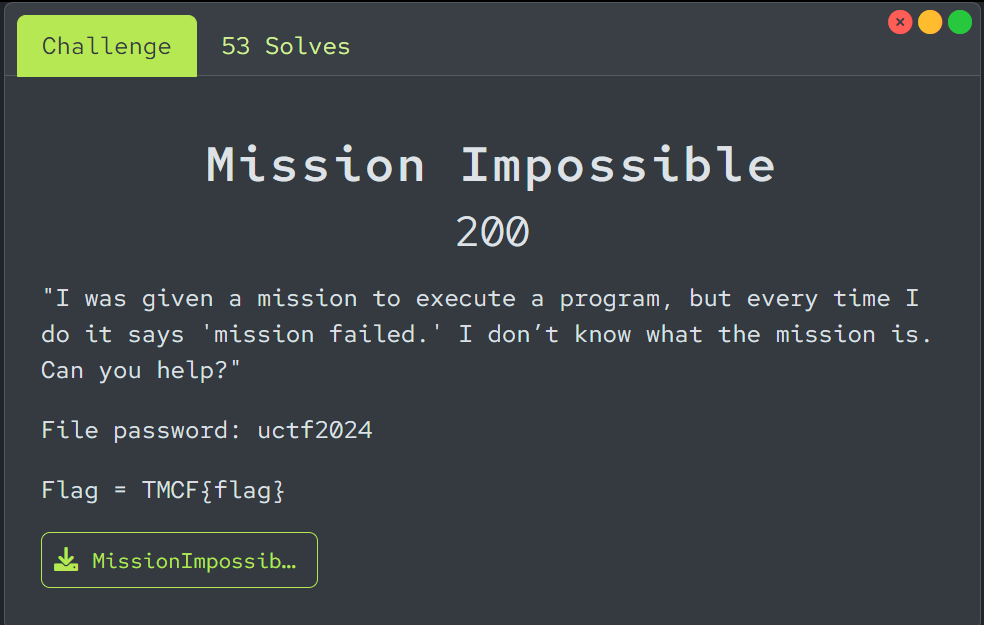 Challenge
53 Solves
Mission Impossible
200
"I was given a mission to execute a program, but every time I
do it says 'mission failed.' I don’t know what the mission is.
Can you help?"
File password: uctf2024
Flag = TMCF{flag}
MissionImpossib…